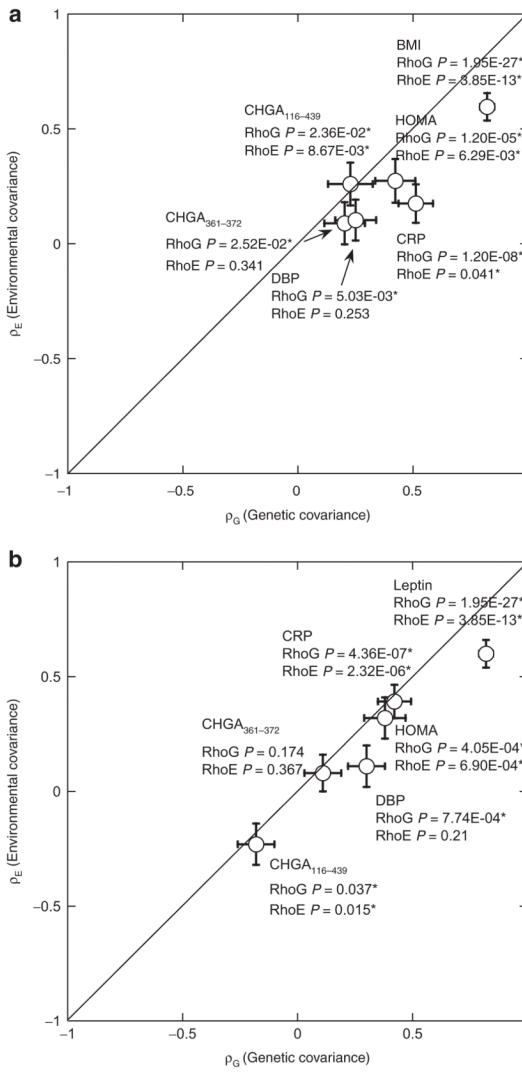 a
1
0.5
0
−0.5
−1
−1
−0.5
0
0.5
ρE (Environmental covariance)
ρG (Genetic covariance)
BMI
RhoG P = 1.95E-27*
RhoE P = 3.85E-13*
CHGA116–439
RhoG P = 2.36E-02*
RhoE P = 8.67E-03*
HOMA
RhoG P = 1.20E-05*
RhoE P = 6.29E-03*
CHGA361–372
RhoG P = 2.52E-02*
RhoE P = 0.341
CRP
RhoG P = 1.20E-08*
RhoE P = 0.041*
DBP
RhoG P = 5.03E-03*
RhoE P = 0.253
b
1
0.5
0
−0.5
−1
−1
−0.5
0
0.5
ρE (Environmental covariance)
ρG (Genetic covariance)
Leptin
RhoG P = 1.95E-27*
RhoE P = 3.85E-13*
CRP
RhoG P = 4.36E-07*
RhoE P = 2.32E-06*
CHGA361–372
RhoG P = 0.174
RhoE P = 0.367
HOMA
RhoG P = 4.05E-04*
RhoE P = 6.90E-04*
DBP
RhoG P = 7.74E-04*
RhoE P = 0.21
CHGA116–439
RhoG P = 0.037*
RhoE P = 0.015*